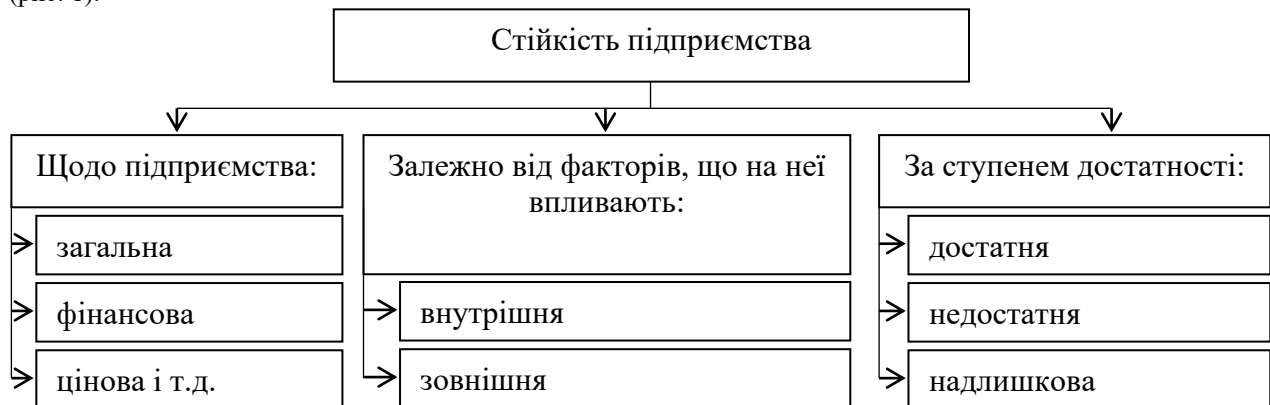 (рис. 1).
Стійкість підприємства
Щодо підприємства:
загальна
фінансова
цінова і т.д.
Залежно від факторів, що на неї
впливають:
внутрішня
зовнішня
За ступенем достатності:
достатня
недостатня
надлишкова